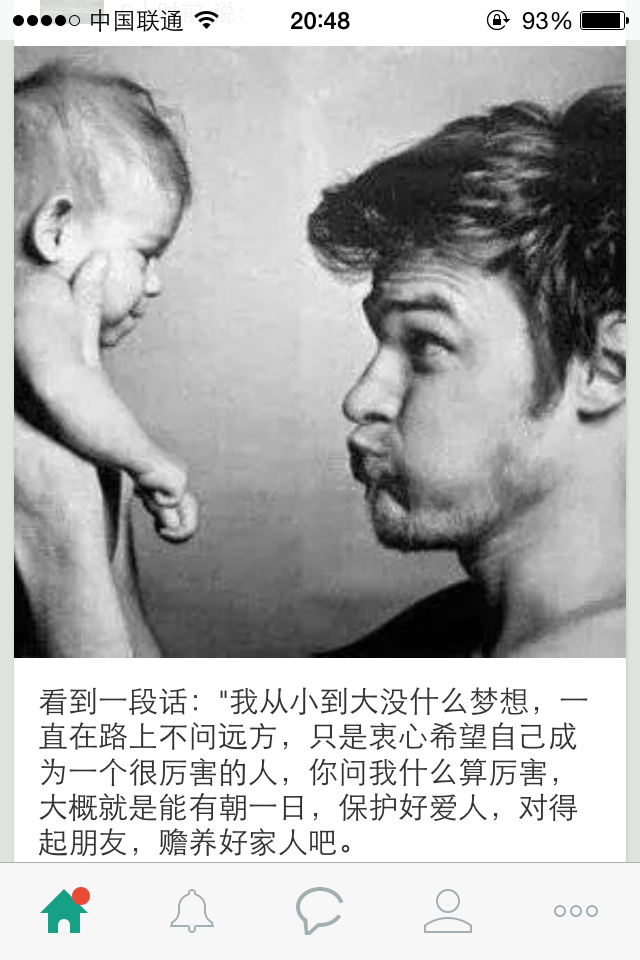 中国联通 20:48 93%
看到一段话："我从小到大没什么梦想，一
直在路上不问远方，只是衷心希望自己成
为一个很厉害的人，你问我什么算厉害，
大概就是能有朝一日，保护好爱人，对得
起朋友，赡养好家人吧。